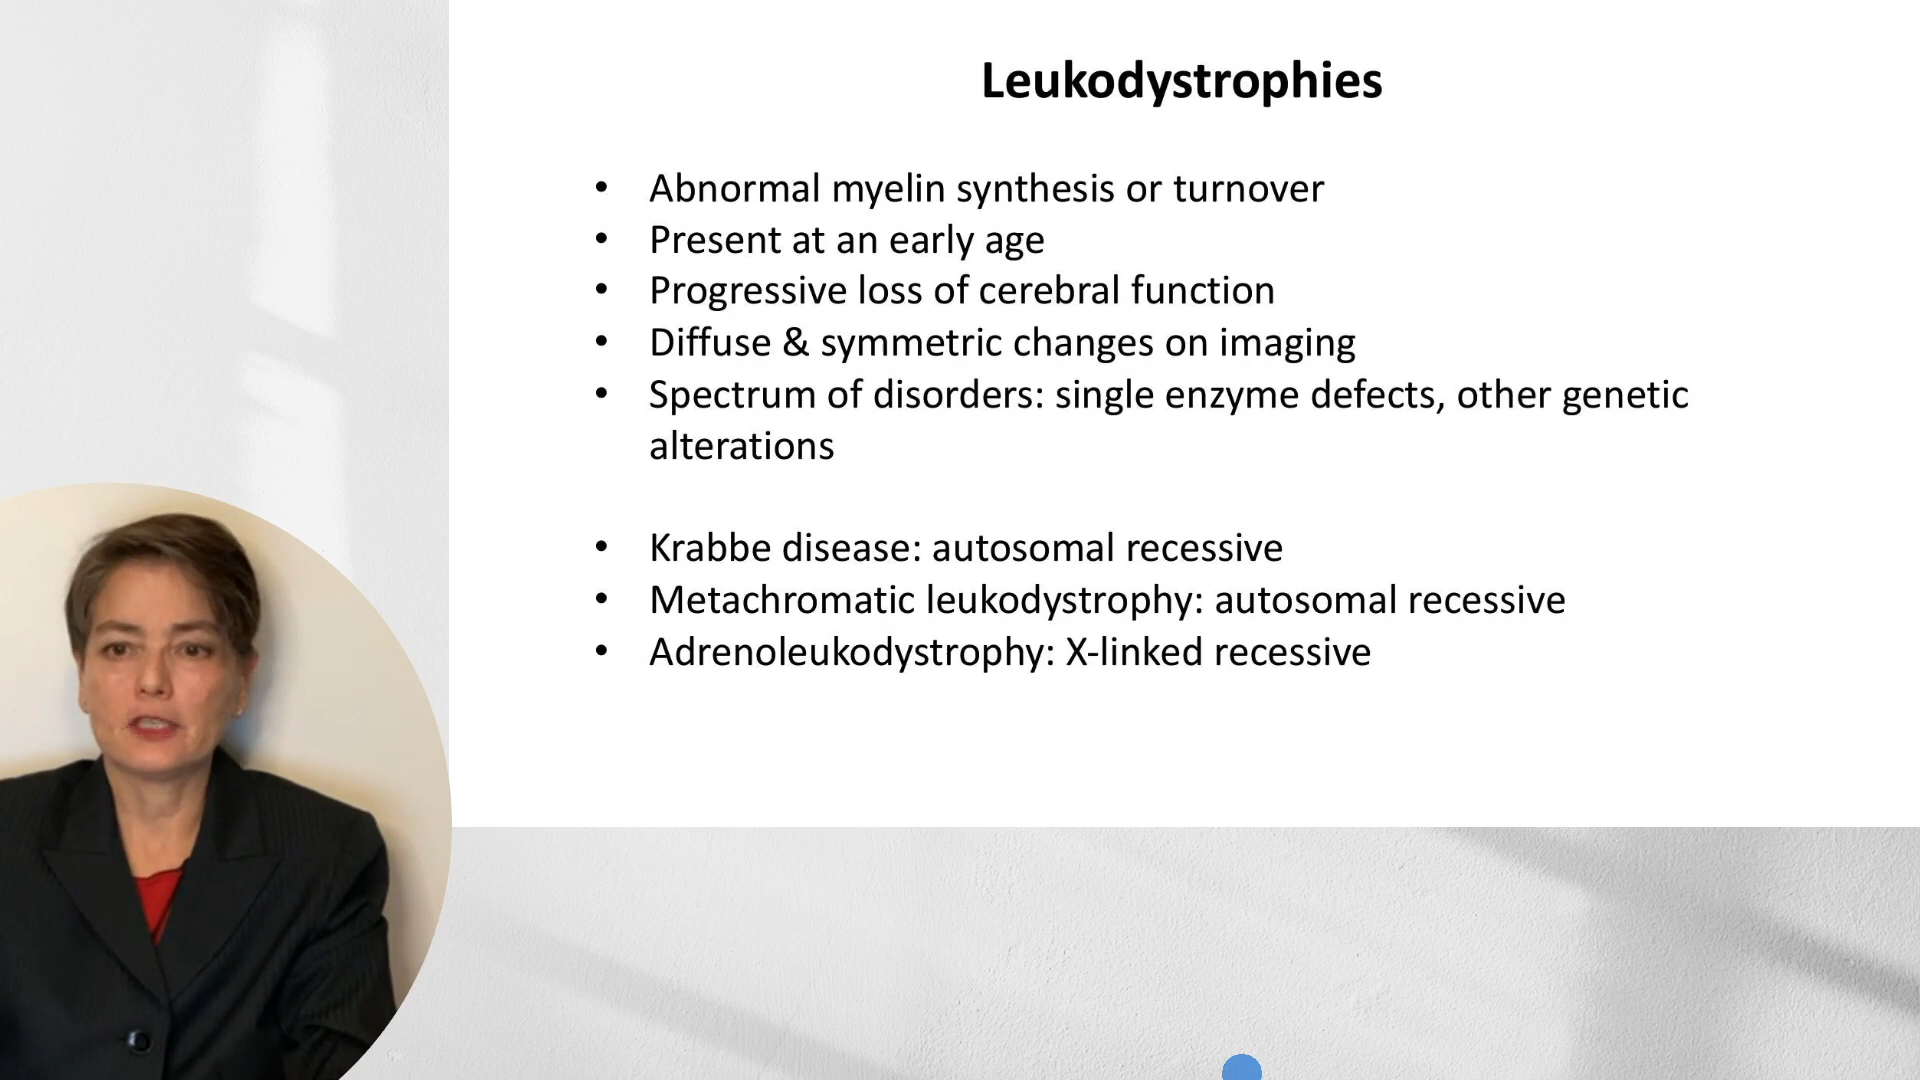 Leukodystrophies
• Abnormal myelin synthesis or turnover
• Present at an early age
• Progressive loss of cerebral function
• Diffuse & symmetric changes on imaging
• Spectrum of disorders: single enzyme defects, other genetic
alterations
• Krabbe disease: autosomal recessive
• Metachromatic leukodystrophy: autosomal recessive
• Adrenoleukodystrophy: X-linked recessive